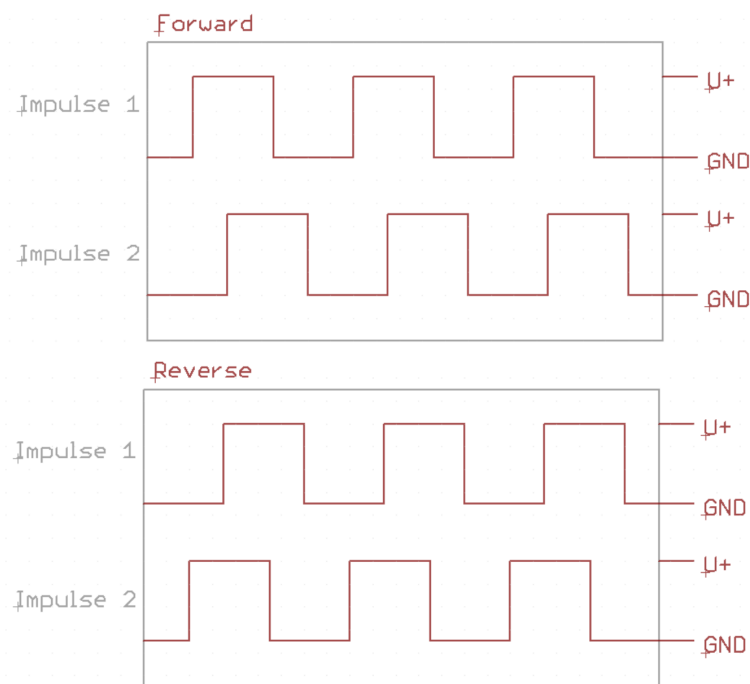 Forward
Impulse 1
U+
GND
Impulse 2
U+
GND
Reverse
Impulse 1
U+
GND
Impulse 2
U+
GND